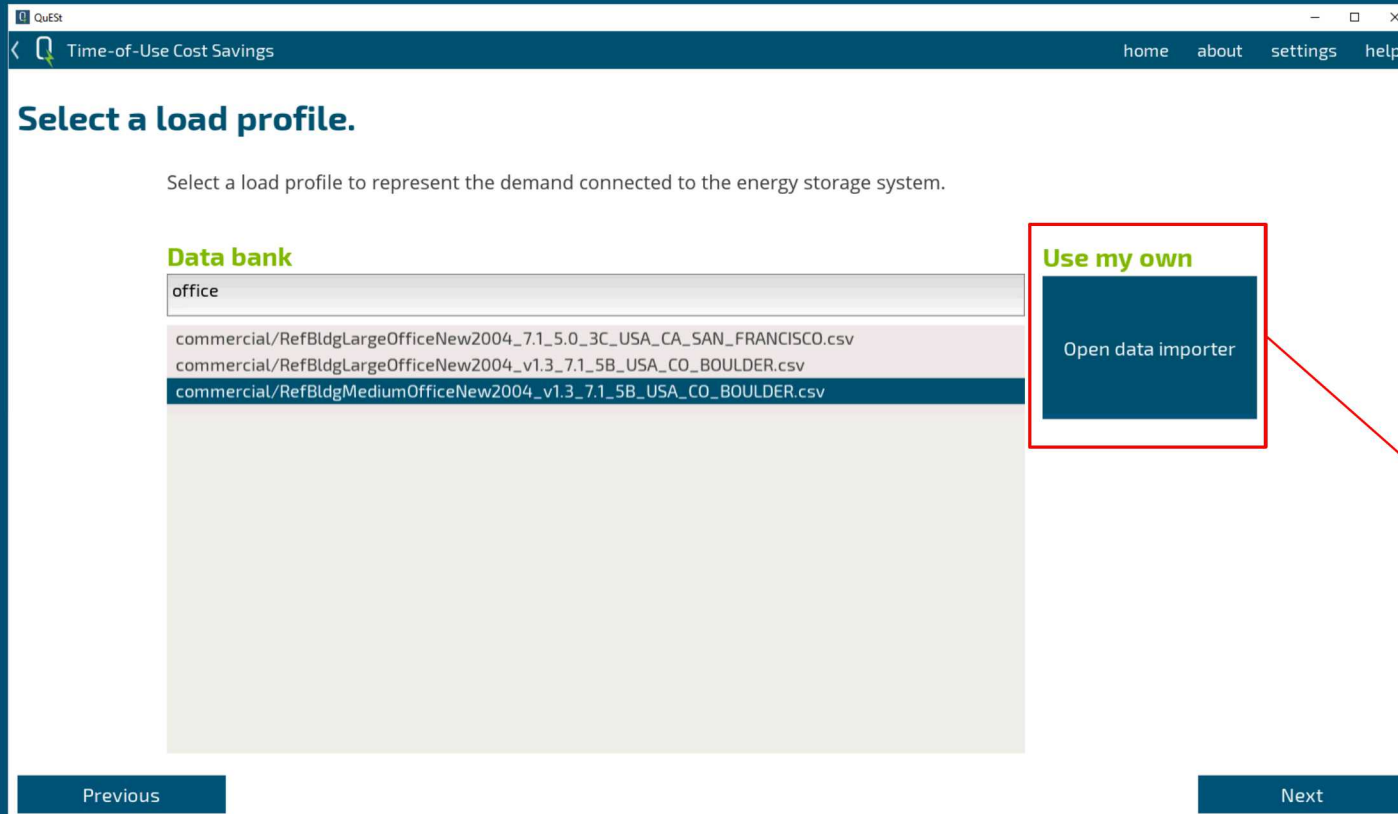 QuESt
Time-of-Use Cost Savings home about settings help
Select a load profile.
Select a load profile to represent the demand connected to the energy storage system.
Data bank
Use my own
office
commercial/RefBldgLargeOfficeNew2004_7.1_5.0_3C_USA_CA_SAN_FRANCISCO.csv
commercial/RefBldgLargeOfficeNew2004_v1.3_7.1_5B_USA_CO_BOULDER.csv
commercial/RefBldgMediumOfficeNew2004_v1.3_7.1_5B_USA_CO_BOULDER.csv
Open data importer
Previous
Next